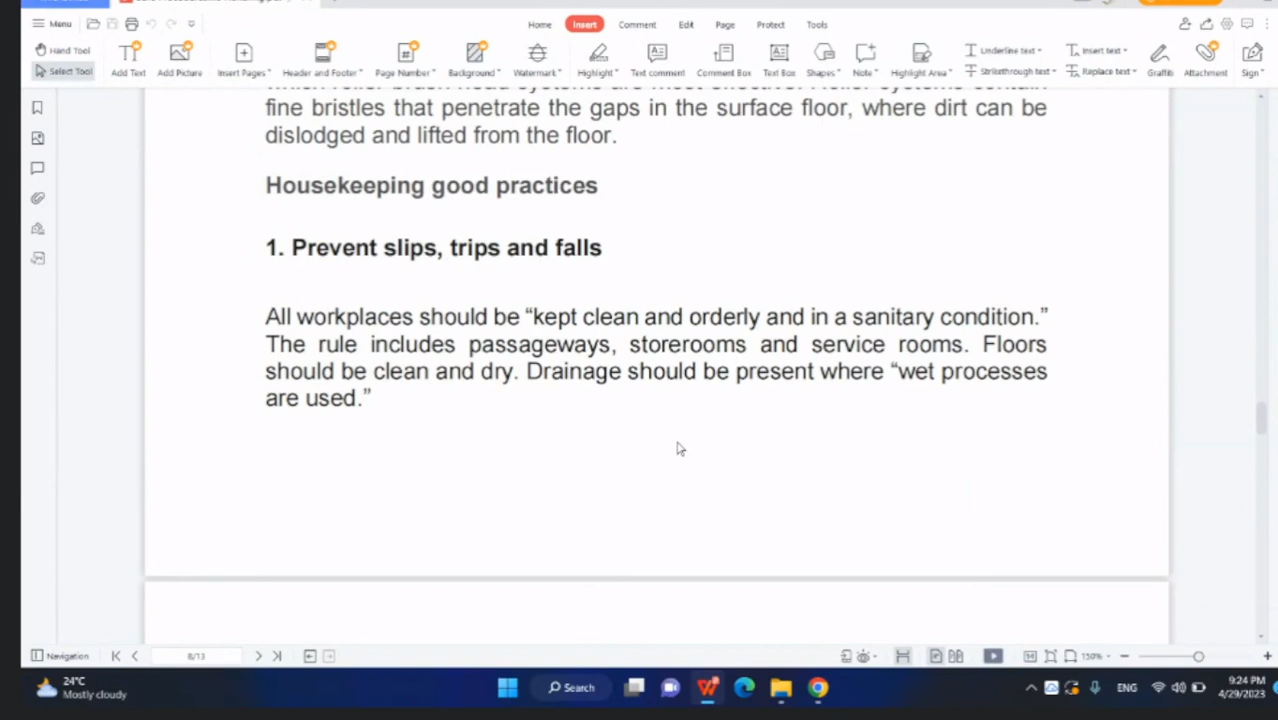 Menu
Home Insert Comment Edit Page Protect Tools
Hand Tool
Select Tool
Add Text Add Picture Insert Pages Header and Footer Page Number Background Watermark Highlight Text comment Comment Box Text Box Shapes Note Highlight Area
Underline text Insert text
Strikethrough text Replace text
Graffiti Attachment Sign
fine bristles that penetrate the gaps in the surface floor, where dirt can be
dislodged and lifted from the floor.
Housekeeping good practices
1. Prevent slips, trips and falls
All workplaces should be “kept clean and orderly and in a sanitary condition.”
The rule includes passageways, storerooms and service rooms. Floors
should be clean and dry. Drainage should be present where “wet processes
are used.”
Navigation 8/13 150%
24°C
Mostly cloudy
Search
ENG
9:24 PM
4/29/2023